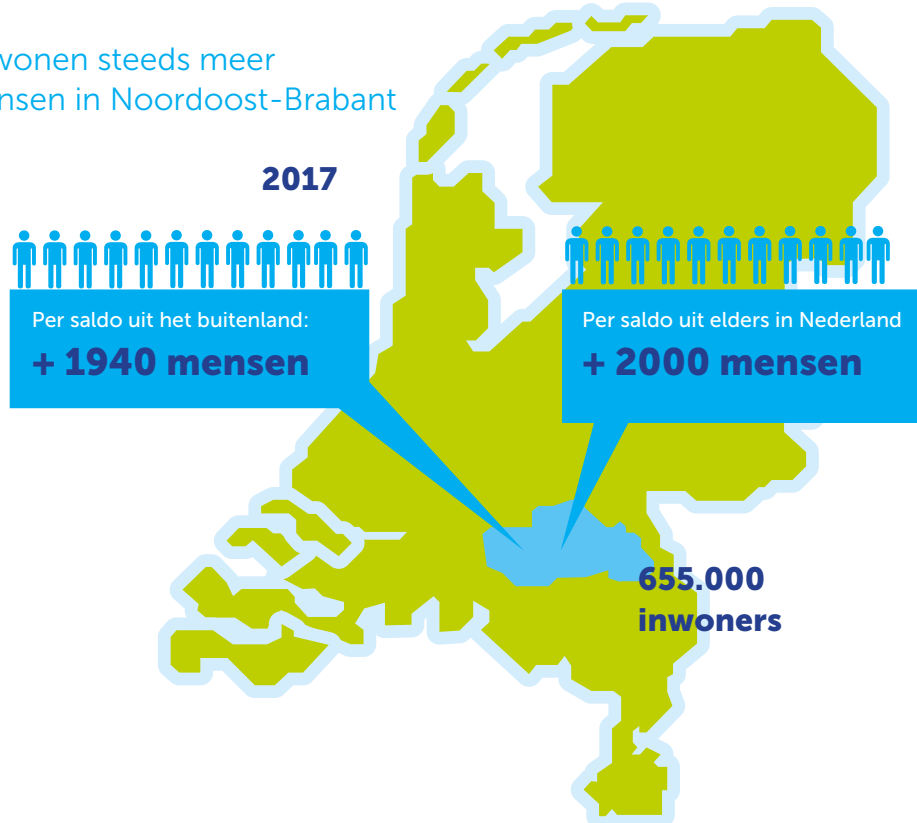 wonen steeds meer
nsen in Noordoost-Brabant
2017
Per saldo uit het buitenland:
+ 1940 mensen
Per saldo uit elders in Nederland
+ 2000 mensen
655.000
inwoners